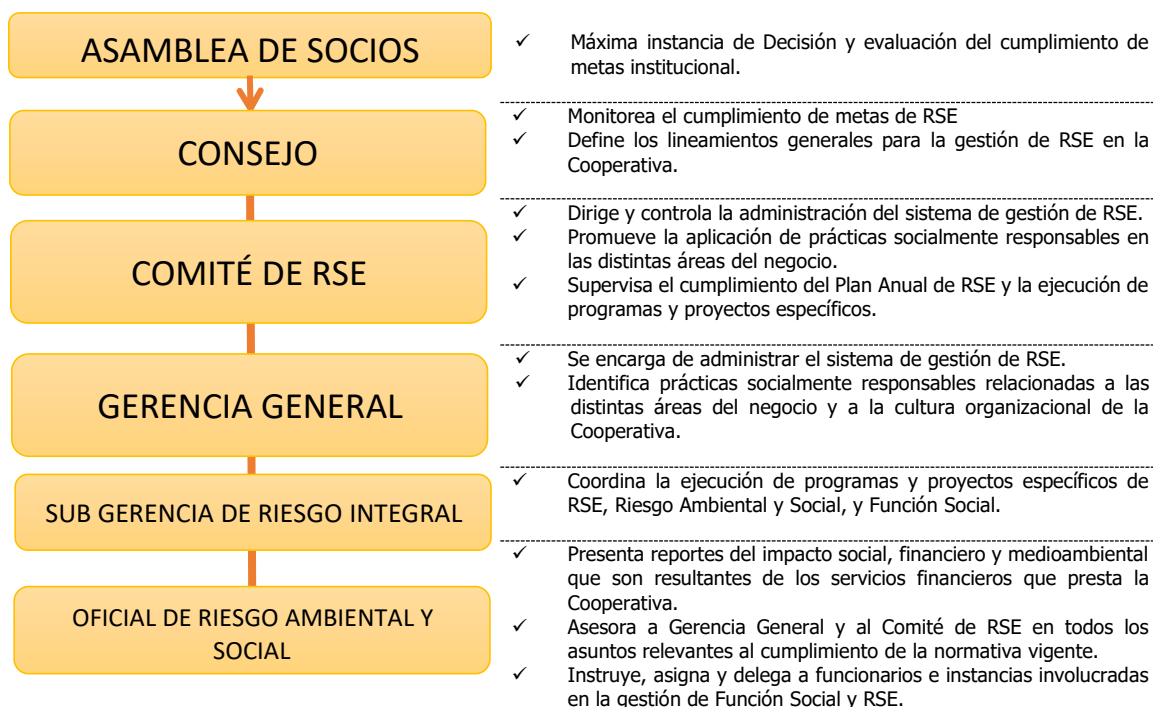 ASAMBLEA DE SOCIOS
✓ Máxima instancia de Decisión y evaluación del cumplimiento de
metas institucional.
CONSEJO
✓ Monitorea el cumplimiento de metas de RSE
✓ Define los lineamientos generales para la gestión de RSE en la
Cooperativa.
COMITÉ DE RSE
✓ Dirige y controla la administración del sistema de gestión de RSE.
✓ Promueve la aplicación de prácticas socialmente responsables en
las distintas áreas del negocio.
✓ Supervisa el cumplimiento del Plan Anual de RSE y la ejecución de
programas y proyectos específicos.
GERENCIA GENERAL
✓ Se encarga de administrar el sistema de gestión de RSE.
✓ Identifica prácticas socialmente responsables relacionadas a las
distintas áreas del negocio y a la cultura organizacional de la
Cooperativa.
SUB GERENCIA DE RIESGO INTEGRAL
✓ Coordina la ejecución de programas y proyectos específicos de
RSE, Riesgo Ambiental y Social, y Función Social.
OFICIAL DE RIESGO AMBIENTAL Y
SOCIAL
✓ Presenta reportes del impacto social, financiero y medioambiental
que son resultantes de los servicios financieros que presta la
Cooperativa.
✓ Asesora a Gerencia General y al Comité de RSE en todos los
asuntos relevantes al cumplimiento de la normativa vigente.
✓ Instruye, asigna y delega a funcionarios e instancias involucradas
en la gestión de Función Social y RSE.